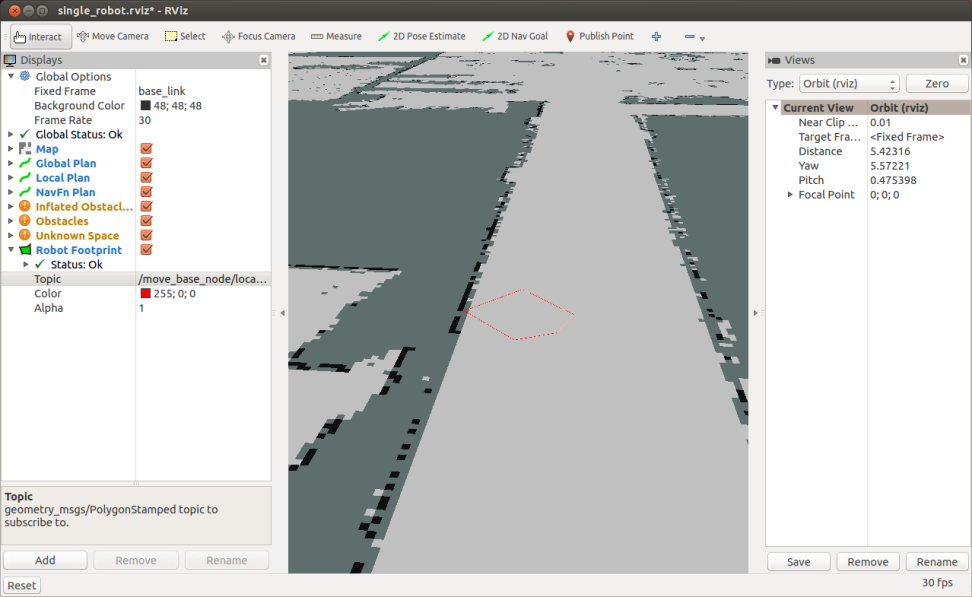 single_robot.rviz* - RViz
Interact Move Camera Select Focus Camera Measure 2D Pose Estimate 2D Nav Goal Publish Point
Displays
Global Options
Fixed Frame base_link
Background Color 48; 48; 48
Frame Rate 30
Global Status: Ok
Map
Global Plan
Local Plan
NavFn Plan
Inflated Obstacl...
Obstacles
Unknown Space
Robot Footprint
Status: Ok
Topic /move_base_node/loca...
Color 255; 0; 0
Alpha 1
Topic
geometry_msgs/PolygonStamped topic to
subscribe to.
Add Remove Rename
Reset
Views
Type: Orbit (rviz) Zero
Current View Orbit (rviz)
Near Clip ... 0.01
Target Fra... <Fixed Frame>
Distance 5.42316
Yaw 5.57221
Pitch 0.475398
Focal Point 0; 0; 0
Save Remove Rename
30 fps